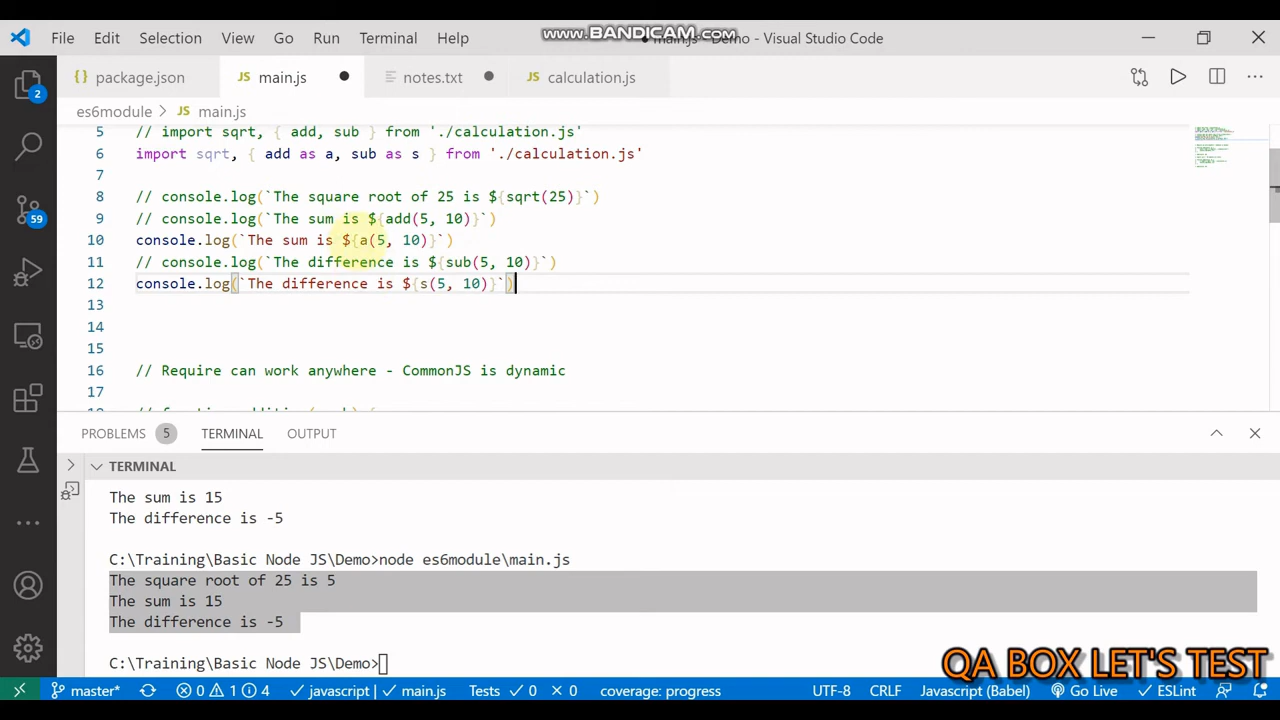 www.BANDICAM.com
File Edit Selection View Go Run Terminal Help main.js - Demo - Visual Studio Code
package.json JS main.js notes.txt JS calculation.js
es6module > JS main.js
5 // import sqrt, { add, sub } from './calculation.js'
6 import sqrt, { add as a, sub as s } from './calculation.js'
7
8 // console.log(`The square root of 25 is ${sqrt(25)}`)
9 // console.log(`The sum is ${add(5, 10)}`)
10 console.log(`The sum is ${a(5, 10)}`)
11 // console.log(`The difference is ${sub(5, 10)}`)
12 console.log(`The difference is ${s(5, 10)}`)
13
14
15
16 // Require can work anywhere - CommonJS is dynamic
17
2
59
PROBLEMS 5 TERMINAL OUTPUT
TERMINAL
The sum is 15
The difference is -5
C:\Training\Basic Node JS\Demo>node es6module\main.js
The square root of 25 is 5
The sum is 15
The difference is -5
C:\Training\Basic Node JS\Demo>
QA BOX LET'S TEST
master* 0 1 4 javascript | main.js Tests 0 0 coverage: progress UTF-8 CRLF Javascript (Babel) Go Live ESLint